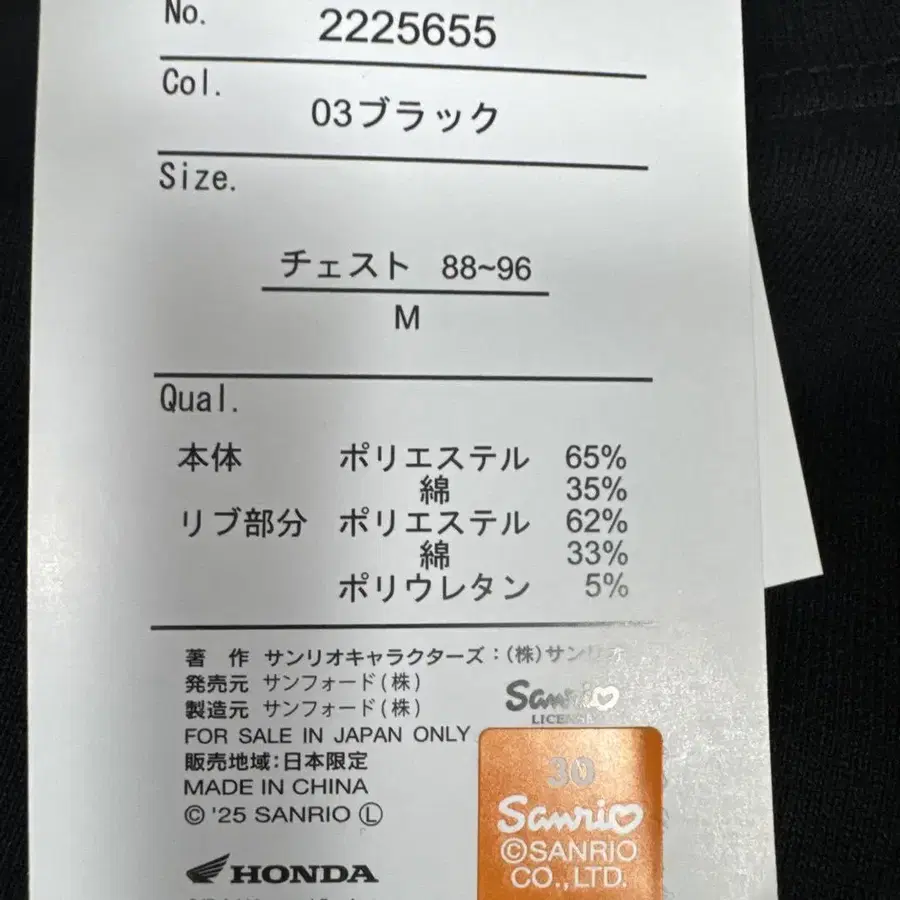 No.
2225655
Col.
03ブラック
Size.
チェスト 88~96
M
Qual.
本体 ポリエステル 65%
綿 35%
リブ部分 ポリエステル 62%
綿 33%
ポリウレタン 5%
著 作 サンリオキャラクターズ:(株)サンリオ
発売元 サンフォード(株)
製造元 サンフォード(株)
Sanrio
FOR SALE IN JAPAN ONLY
販売地域:日本限定
MADE IN CHINA
© '25 SANRIO Ⓛ
HONDA
30
Sanrio
©SANRIO
CO.,LTD.